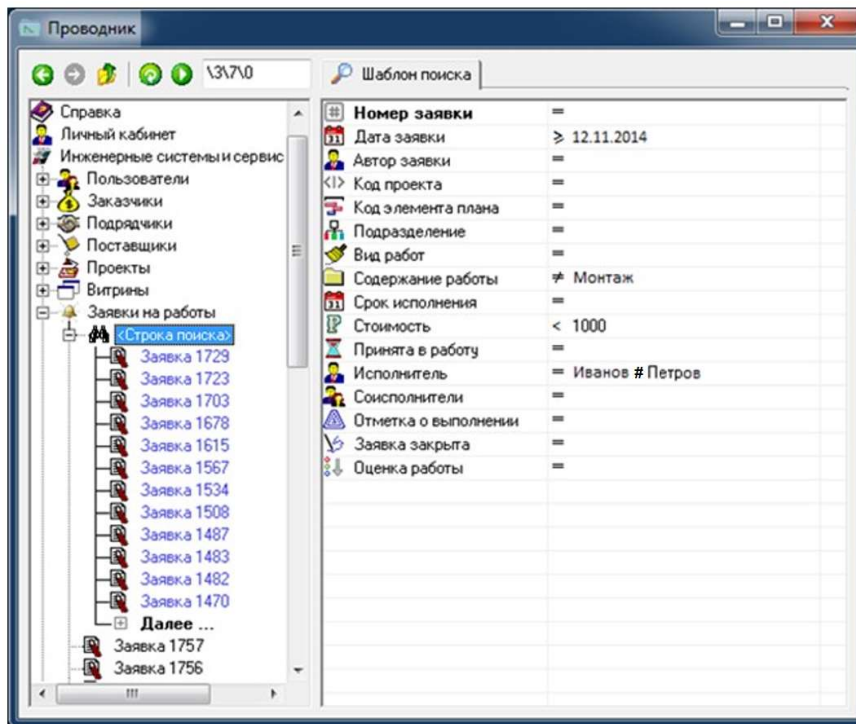 Проводник
\3\7\0
Шаблон поиска
Справка
Личный кабинет
Инженерные системы и сервис
Пользователи
Заказчики
Подрядчики
Поставщики
Проекты
Витрины
Заявки на работы
<Строка поиска>
Заявка 1729
Заявка 1723
Заявка 1703
Заявка 1678
Заявка 1615
Заявка 1567
Заявка 1534
Заявка 1508
Заявка 1487
Заявка 1483
Заявка 1482
Заявка 1470
Далее ...
Заявка 1757
Заявка 1756
Номер заявки =
Дата заявки ⩾ 12.11.2014
Автор заявки =
Код проекта =
Код элемента плана =
Подразделение =
Вид работ =
Содержание работы ≠ Монтаж
Срок исполнения =
Стоимость < 1000
Принята в работу =
Исполнитель = Иванов # Петров
Соисполнители =
Отметка о выполнении =
Заявка закрыта =
Оценка работы =